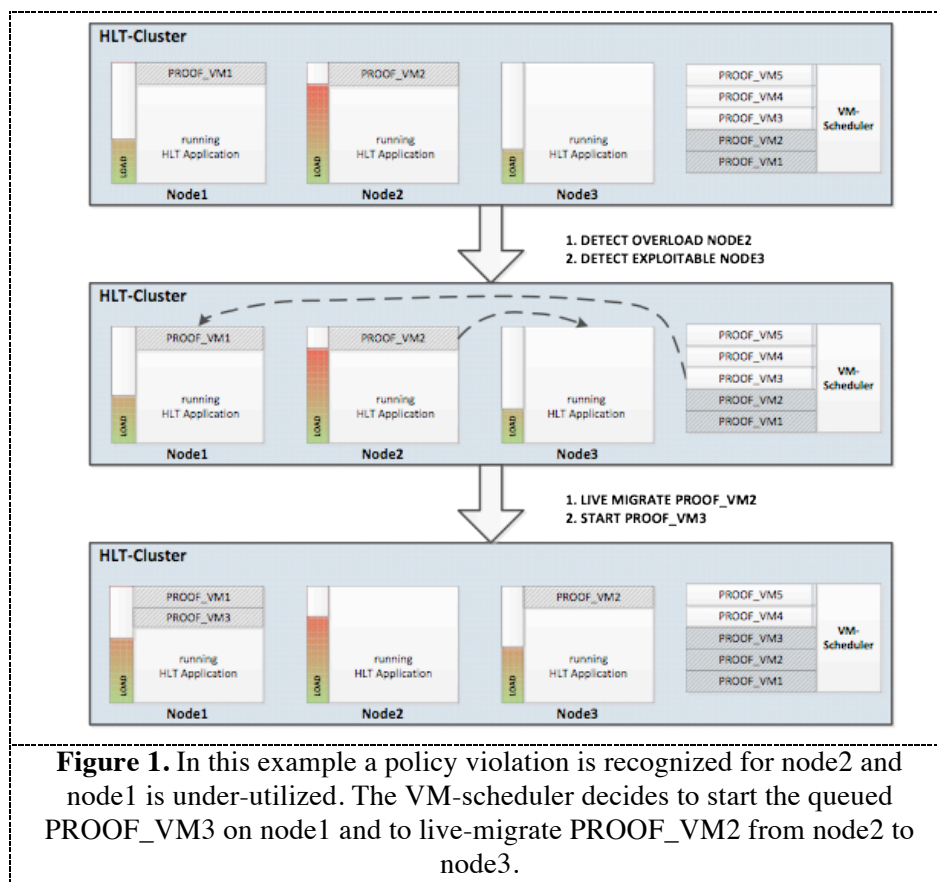 HLT-Cluster
PROOF_VM1
running
HLT Application
LOAD
Node1
PROOF_VM2
running
HLT Application
LOAD
Node2
running
HLT Application
LOAD
Node3
PROOF_VM5
PROOF_VM4
PROOF_VM3
PROOF_VM2
PROOF_VM1
VM-
Scheduler
1. DETECT OVERLOAD NODE2
2. DETECT EXPLOITABLE NODE3
HLT-Cluster
PROOF_VM1
running
HLT Application
LOAD
Node1
PROOF_VM2
running
HLT Application
LOAD
Node2
running
HLT Application
LOAD
Node3
PROOF_VM5
PROOF_VM4
PROOF_VM3
PROOF_VM2
PROOF_VM1
VM-
Scheduler
1. LIVE MIGRATE PROOF_VM2
2. START PROOF_VM3
HLT-Cluster
PROOF_VM1
PROOF_VM3
running
HLT Application
LOAD
Node1
running
HLT Application
LOAD
Node2
PROOF_VM2
running
HLT Application
LOAD
Node3
PROOF_VM5
PROOF_VM4
PROOF_VM3
PROOF_VM2
PROOF_VM1
VM-
Scheduler
Figure 1. In this example a policy violation is recognized for node2 and
node1 is under-utilized. The VM-scheduler decides to start the queued
PROOF_VM3 on node1 and to live-migrate PROOF_VM2 from node2 to
node3.